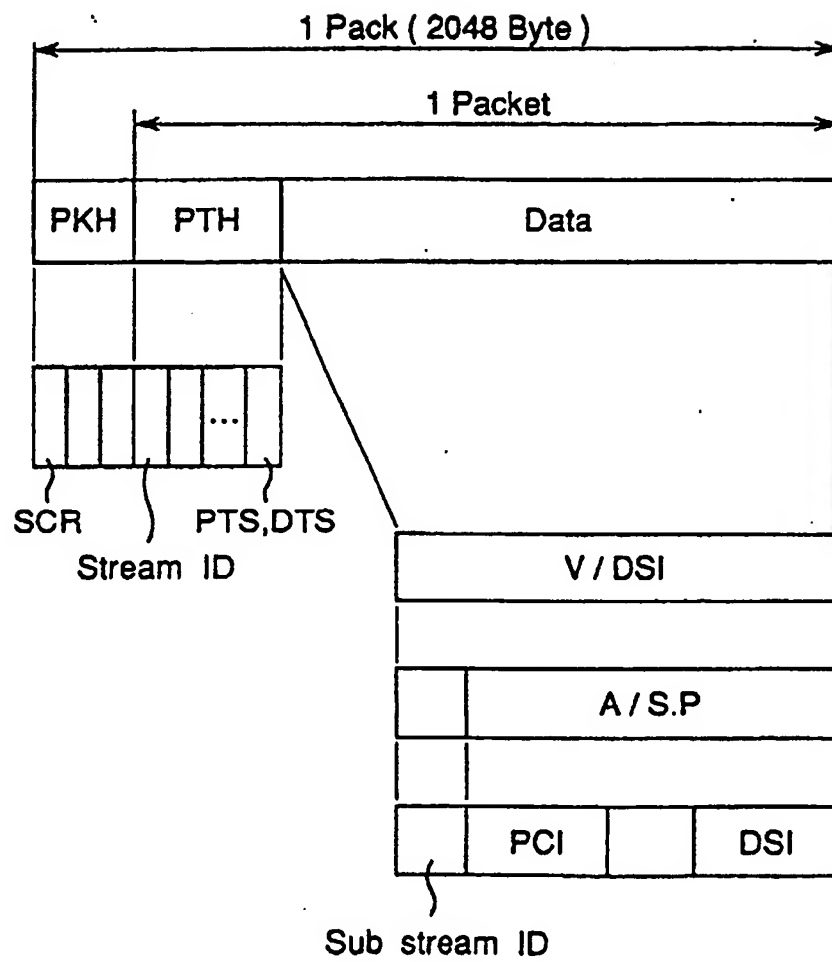 1 Pack ( 2048 Byte )
1 Packet
PKH PTH Data
...
SCR PTS,DTS
Stream ID
V / DSI
A / S.P
PCI DSI
Sub stream ID